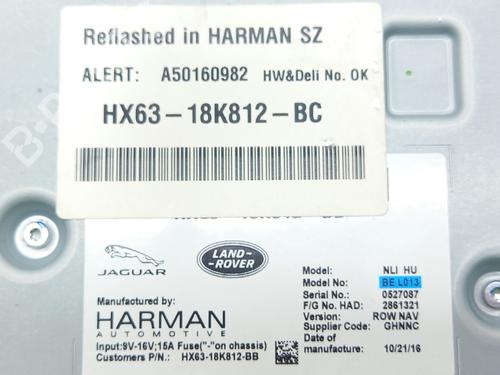 Reflashed in HARMAN SZ
ALERT: A50160982 HW&Deli No. OK
HX63-18K812-BC
JAGUAR
LAND-ROVER
Manufactured by:
HARMAN
AUTOMOTIVE
Input:9V-16V;15A Fuse("-"on chassis)
Customers P/N.: HX63-18K812-BB
Model: NLI HU
Model No: BE L013
Serial No.: 0527087
F/G No. HAD: 2861321
Version: ROW NAV
Supplier Code: GHNNC
Date of
manufacture: 10/21/16